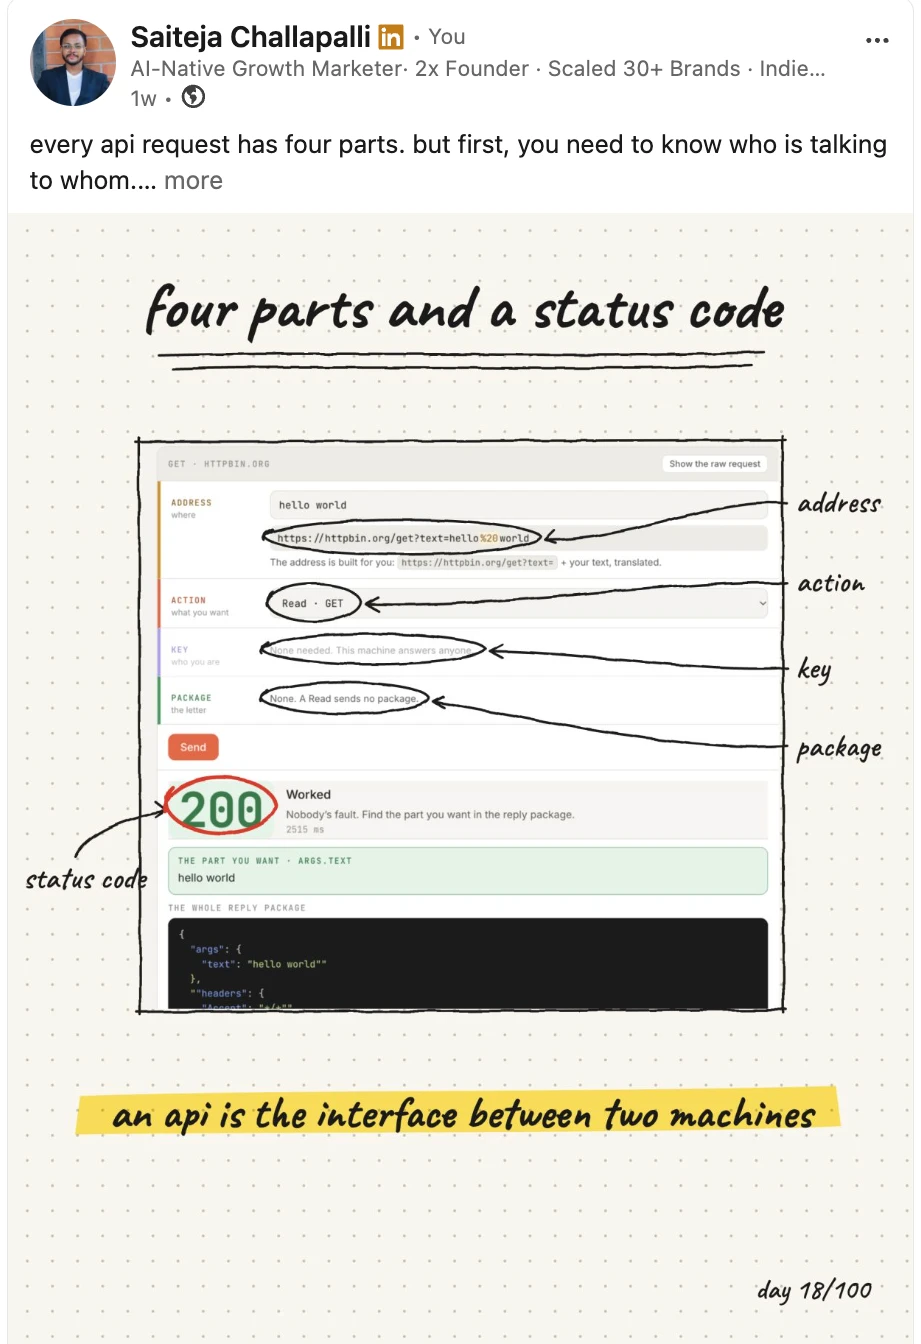 Saiteja Challapalli in · You
AI-Native Growth Marketer· 2x Founder · Scaled 30+ Brands · Indie...
1w •
every api request has four parts. but first, you need to know who is talking
to whom.... more
four parts and a status code
GET · HTTPBIN.ORG
Show the raw request
ADDRESS
where
hello world
https://httpbin.org/get?text=hello%20world
The address is built for you: https://httpbin.org/get?text= + your text, translated.
address
ACTION
what you want
Read · GET
action
KEY
who you are
None needed. This machine answers anyone.
key
PACKAGE
the letter
None. A Read sends no package.
package
Send
200
Worked
Nobody's fault. Find the part you want in the reply package.
2515 ms
status code
THE PART YOU WANT · ARGS.TEXT
hello world
THE WHOLE REPLY PACKAGE
{
"args": {
"text": "hello world""
},
""headers": {
"Accept": "*/*""
an api is the interface between two machines
day 18/100